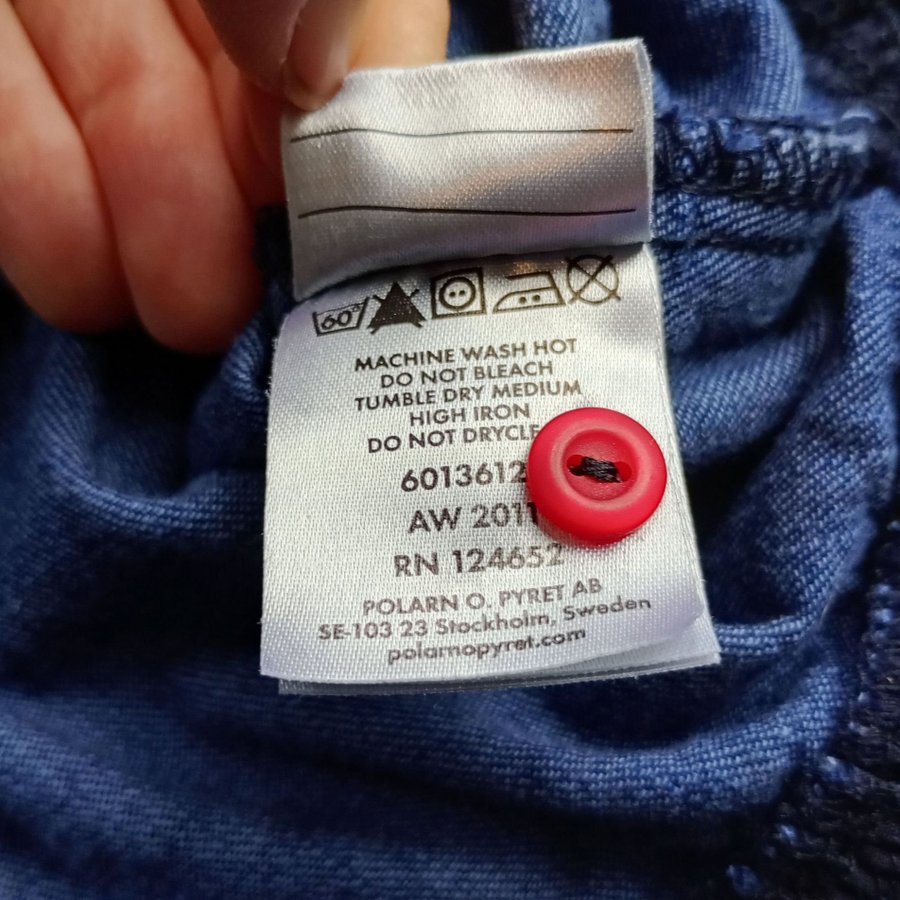 60°
MACHINE WASH HOT
DO NOT BLEACH
TUMBLE DRY MEDIUM
HIGH IRON
DO NOT DRYCLE
6013612
AW 2011
RN 124652
POLARN O. PYRET AB
SE-103 23 Stockholm, Sweden
polarnopyret.com